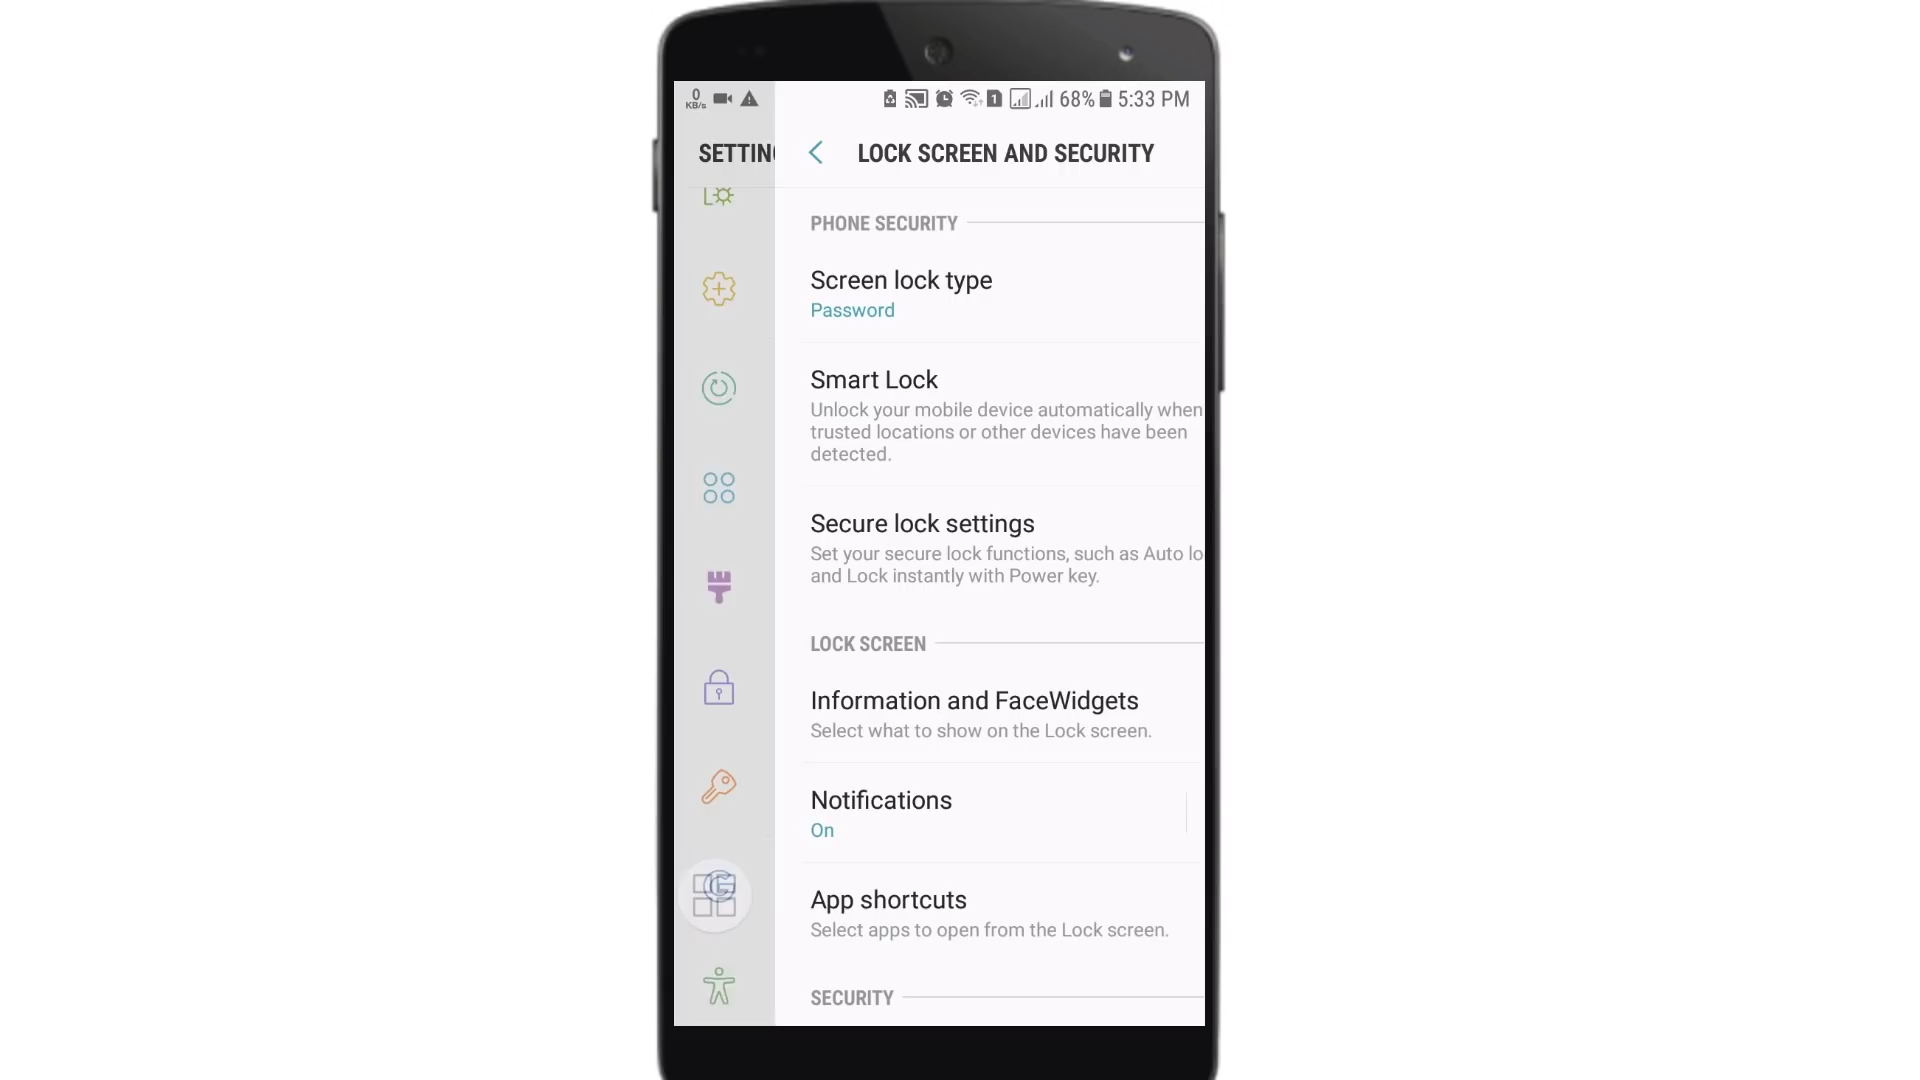 0
KB/s
1
68%
5:33 PM
SETTIN
LOCK SCREEN AND SECURITY
PHONE SECURITY
Screen lock type
Password
Smart Lock
Unlock your mobile device automatically when
trusted locations or other devices have been
detected.
Secure lock settings
Set your secure lock functions, such as Auto lo
and Lock instantly with Power key.
LOCK SCREEN
Information and FaceWidgets
Select what to show on the Lock screen.
Notifications
On
App shortcuts
Select apps to open from the Lock screen.
SECURITY